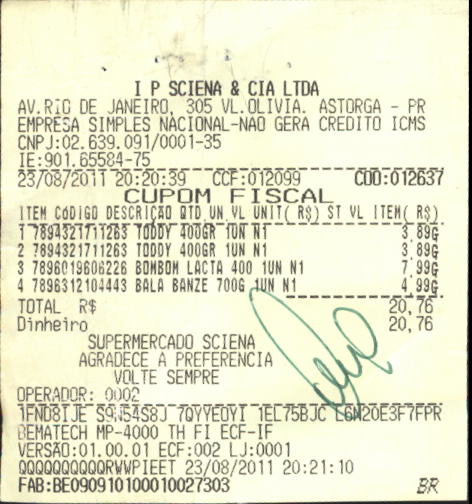 I P SCIENA & CIA LTDA
AV.RIO DE JANEIRO, 305 VL.OLIVIA. ASTORGA - PR
EMPRESA SIMPLES NACIONAL-NAO GERA CREDITO ICMS
CNPJ:02.639.091/0001-35
IE:901.65584-75
23/08/2011 20:20:39 CCF:012099 COO:012637
CUPOM FISCAL
ITEM CÓDIGO DESCRIÇÃO QTD UN VL UNIT( R$) ST VL ITEM( R$)
1 7894321711263 TODDY 400GR 1UN N1 3,89G
2 7894321711263 TODDY 400GR 1UN N1 3,89G
3 7896019606226 BOMBOM LACTA 400 1UN N1 7,99G
4 7896312104443 BALA BANZE 700G 1UN N1 4,99G
TOTAL R$ 20,76
Dinheiro 20,76
SUPERMERCADO SCIENA
AGRADECE A PREFERENCIA
VOLTE SEMPRE
OPERADOR: 0002
7QYYEOYI 1EL75BJC L6N20E3F7FPR
BEMATECH MP-4000 TH FI ECF-IF
VERSÃO:01.00.01 ECF:002 LJ:0001
QQQQQQQQQQRWWPIEET 23/08/2011 20:21:10
FAB:BE090910100010027303 BR